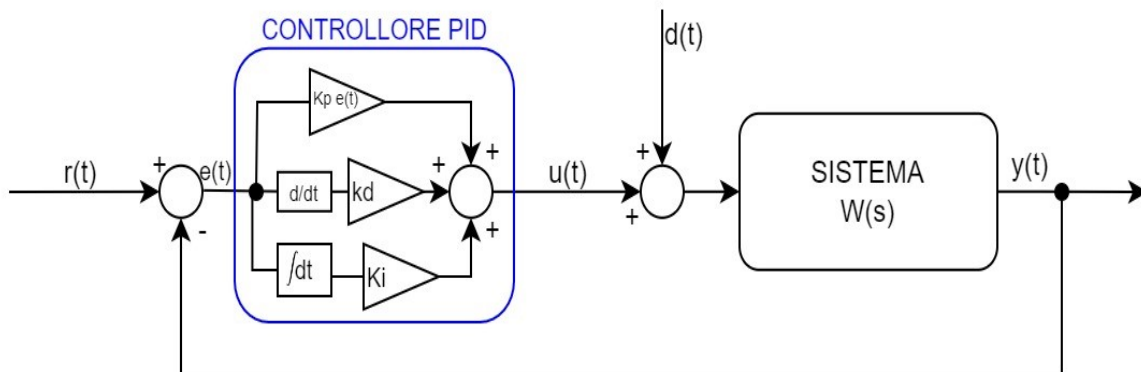 CONTROLLORE PID
d(t)
Kp e(t)
+
+
r(t)
+
e(t)
-
d/dt
kd
+
+
u(t)
+
+
SISTEMA
W(s)
y(t)
∫dt
Ki